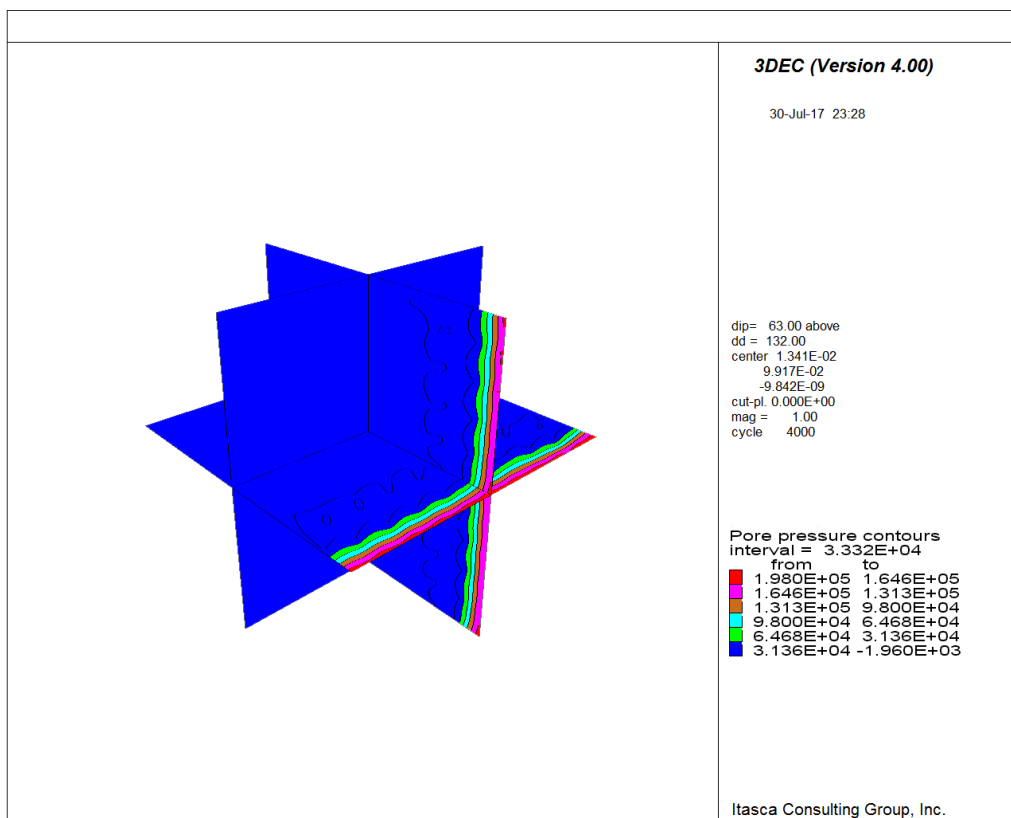 3DEC (Version 4.00)
30-Jul-17 23:28
dip= 63.00 above
dd = 132.00
center 1.341E-02
9.917E-02
-9.842E-09
cut-pl. 0.000E+00
mag = 1.00
cycle 4000
Pore pressure contours
interval = 3.332E+04
from to
1.980E+05 1.646E+05
1.646E+05 1.313E+05
1.313E+05 9.800E+04
9.800E+04 6.468E+04
6.468E+04 3.136E+04
3.136E+04 -1.960E+03
Itasca Consulting Group, Inc.